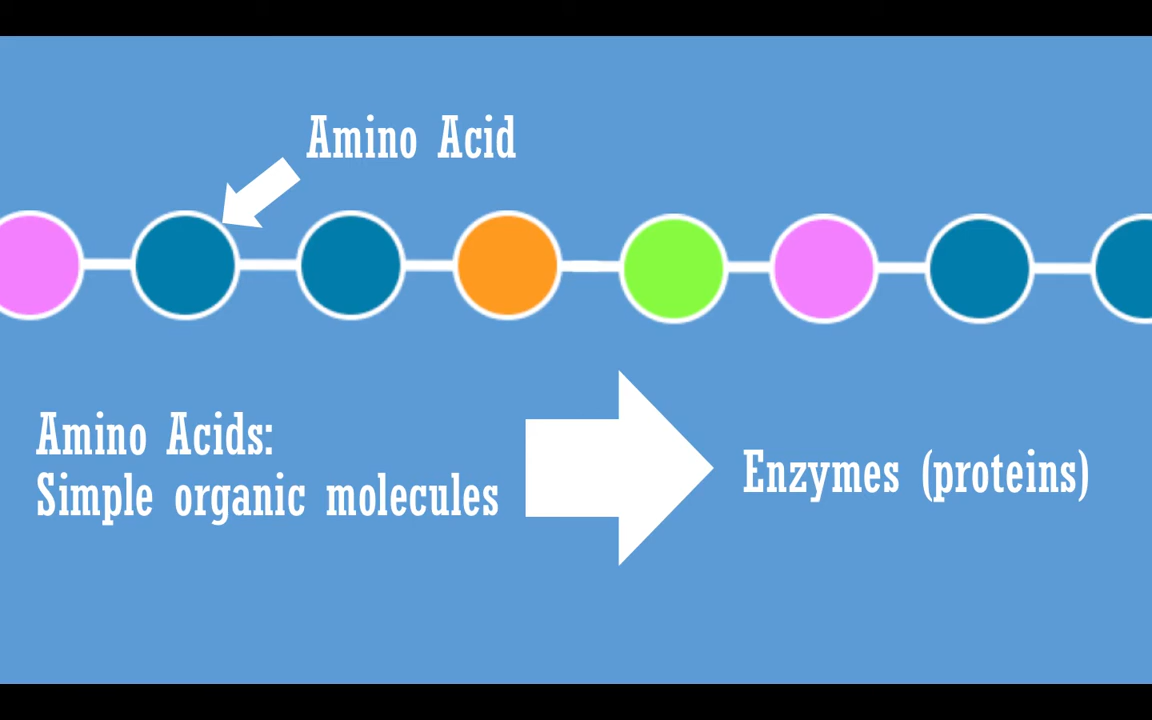 Amino Acid
Amino Acids:
Simple organic molecules
Enzymes (proteins)